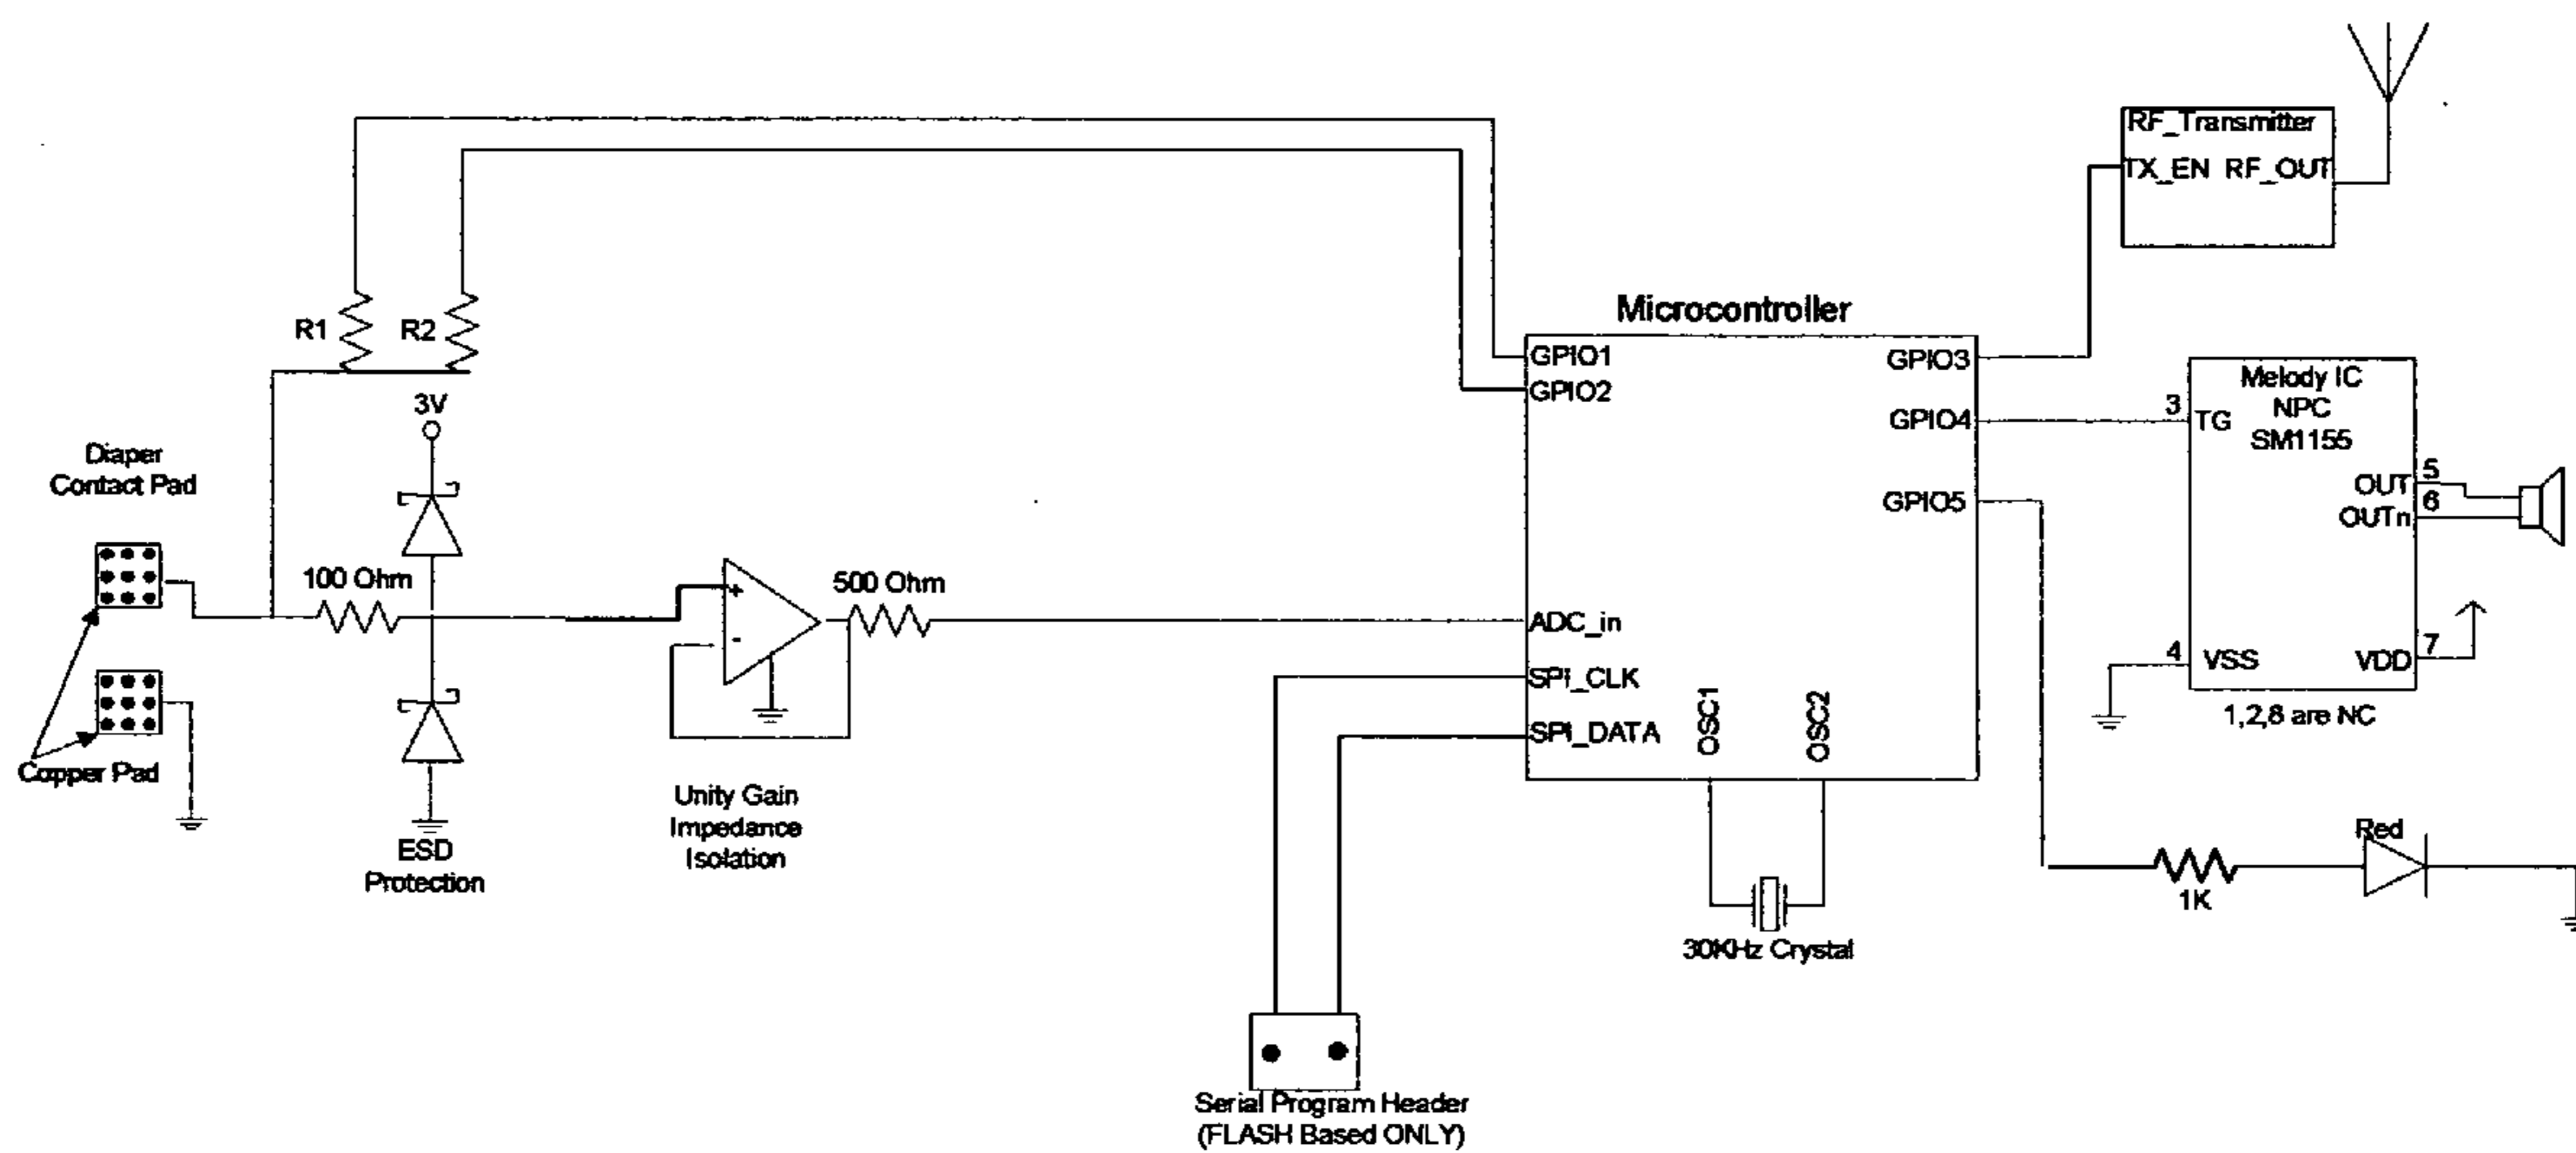 RF_Transmitter
TX_EN RF_OUT
Microcontroller
R1
R2
GPIO1
GPIO2
GPIO3
GPIO4
GPIO5
3
TG
Melody IC
NPC
SM1155
3V
Diaper
Contact Pad
5
OUT
6
OUTn
100 Ohm
+
-
500 Ohm
ADC_in
SPI_CLK
SPI_DATA
OSC1
OSC2
4
VSS
VDD
7
1,2,8 are NC
Copper Pad
Unity Gain
Impedance
Isolation
ESD
Protection
Red
1K
30KHz Crystal
Serial Program Header
(FLASH Based ONLY)